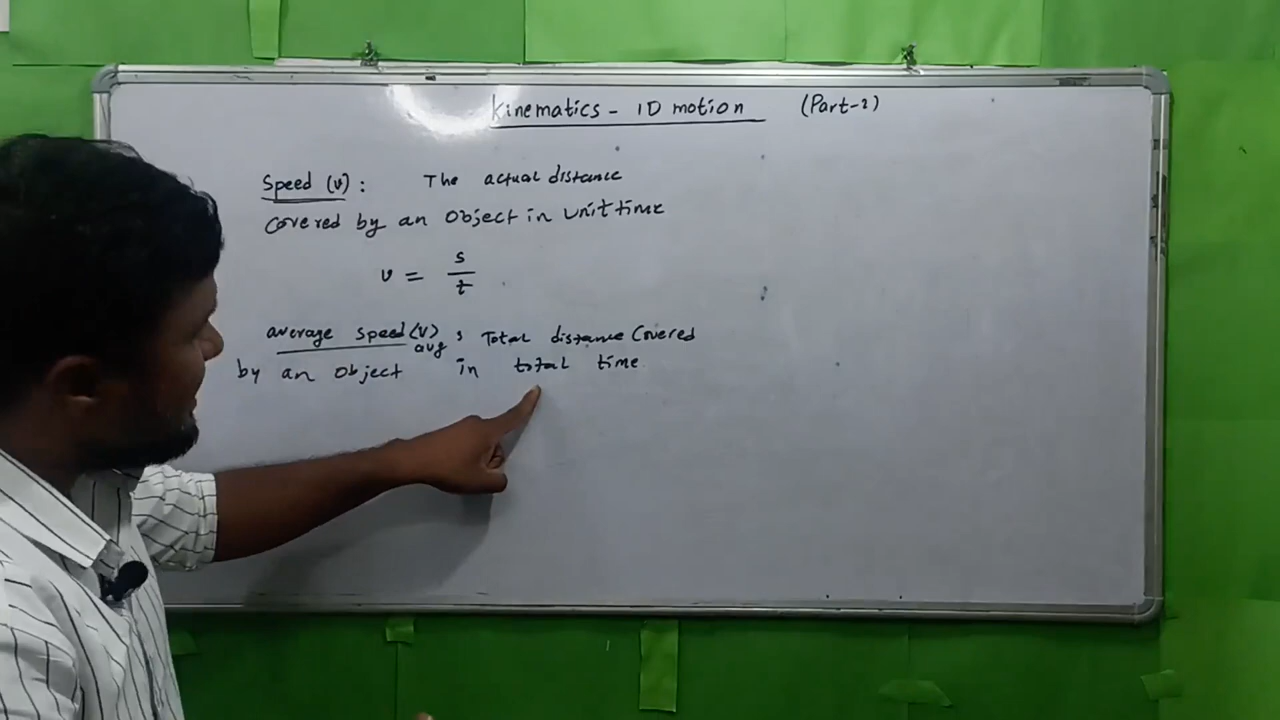 Kinematics - 1D motion (Part-2)
Speed (v): The actual distance
Covered by an object in unit time
v = s/t
average speed (v)avg : Total distance Covered
by an object in total time